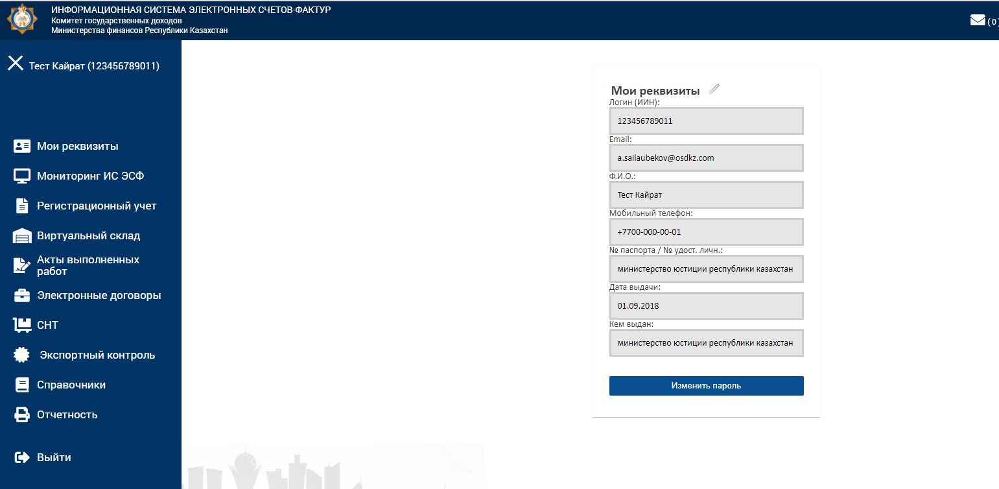 ИНФОРМАЦИОННАЯ СИСТЕМА ЭЛЕКТРОННЫХ СЧЕТОВ-ФАКТУР
Комитет государственных доходов
Министерства финансов Республики Казахстан
( 0 )
Тест Кайрат (123456789011)
Мои реквизиты
Мониторинг ИС ЭСФ
Регистрационный учет
Виртуальный склад
Акты выполненных
работ
Электронные договоры
СНТ
Экспортный контроль
Справочники
Отчетность
Выйти
Мои реквизиты
Логин (ИИН):
123456789011
Email:
a.sailaubekov@osdkz.com
Ф.И.О.:
Тест Кайрат
Мобильный телефон:
+7700-000-00-01
№ паспорта / № удост. личн.:
министерство юстиции республики казахстан
Дата выдачи:
01.09.2018
Кем выдан:
министерство юстиции республики казахстан
Изменить пароль